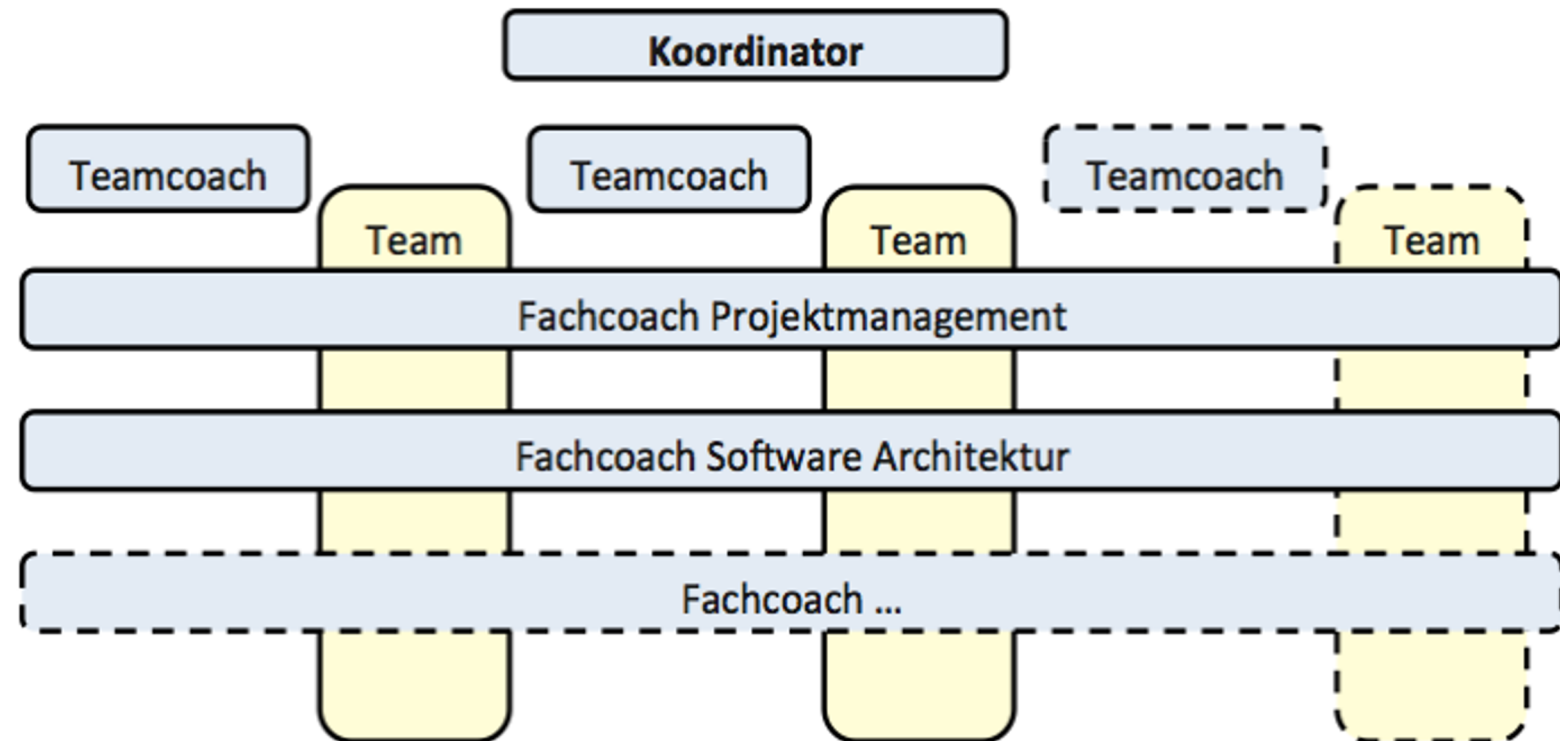 Koordinator
Teamcoach
Teamcoach
Teamcoach
Team
Team
Team
Fachcoach Projektmanagement
Fachcoach Software Architektur
Fachcoach ...